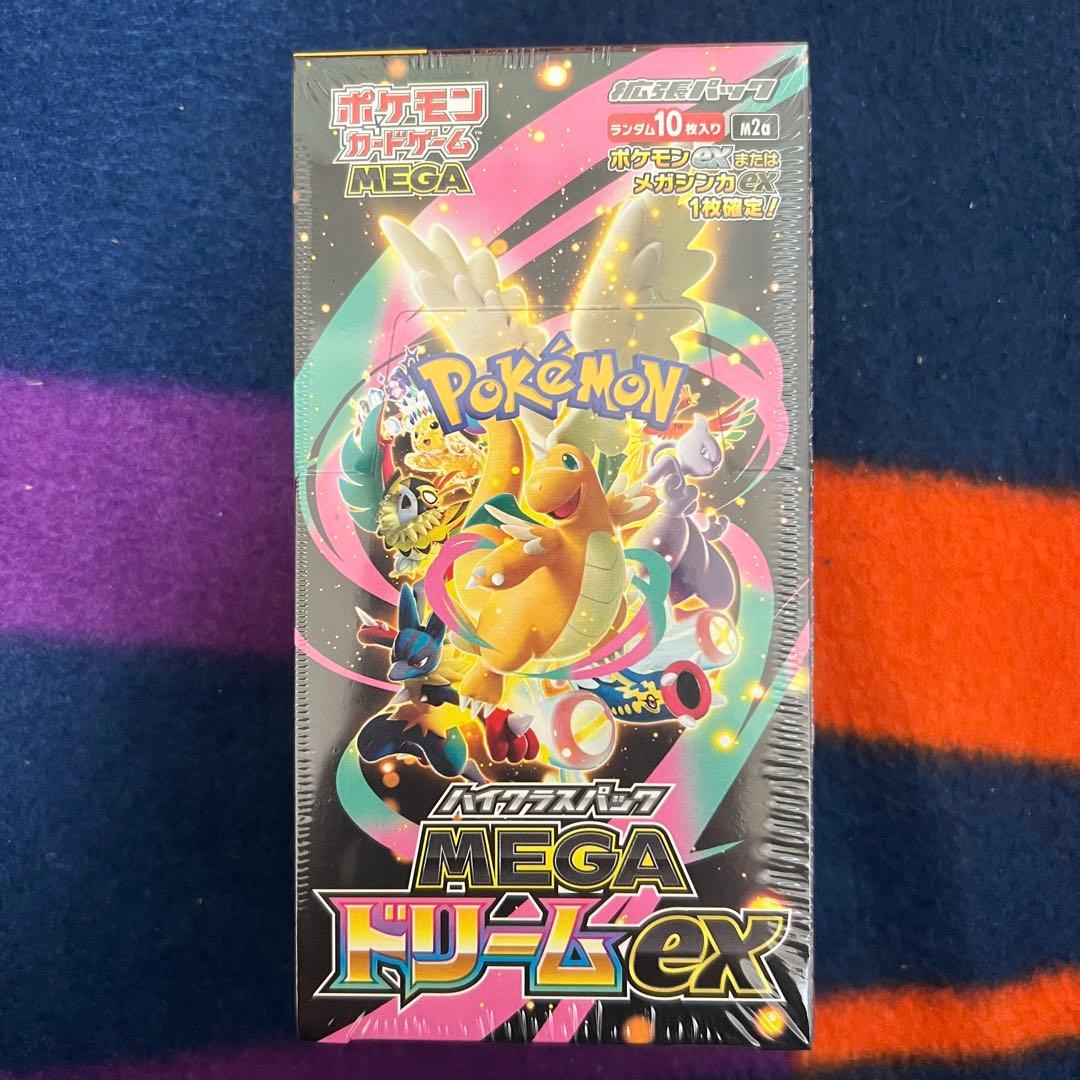 ポケモン
カードゲーム
MEGA
拡張パック
ランダム10枚入り M2a
ポケモンexまたは
メガシンカex
1枚確定!
POKéMON
TM
ハイクラスパック
MEGA
ドリームex